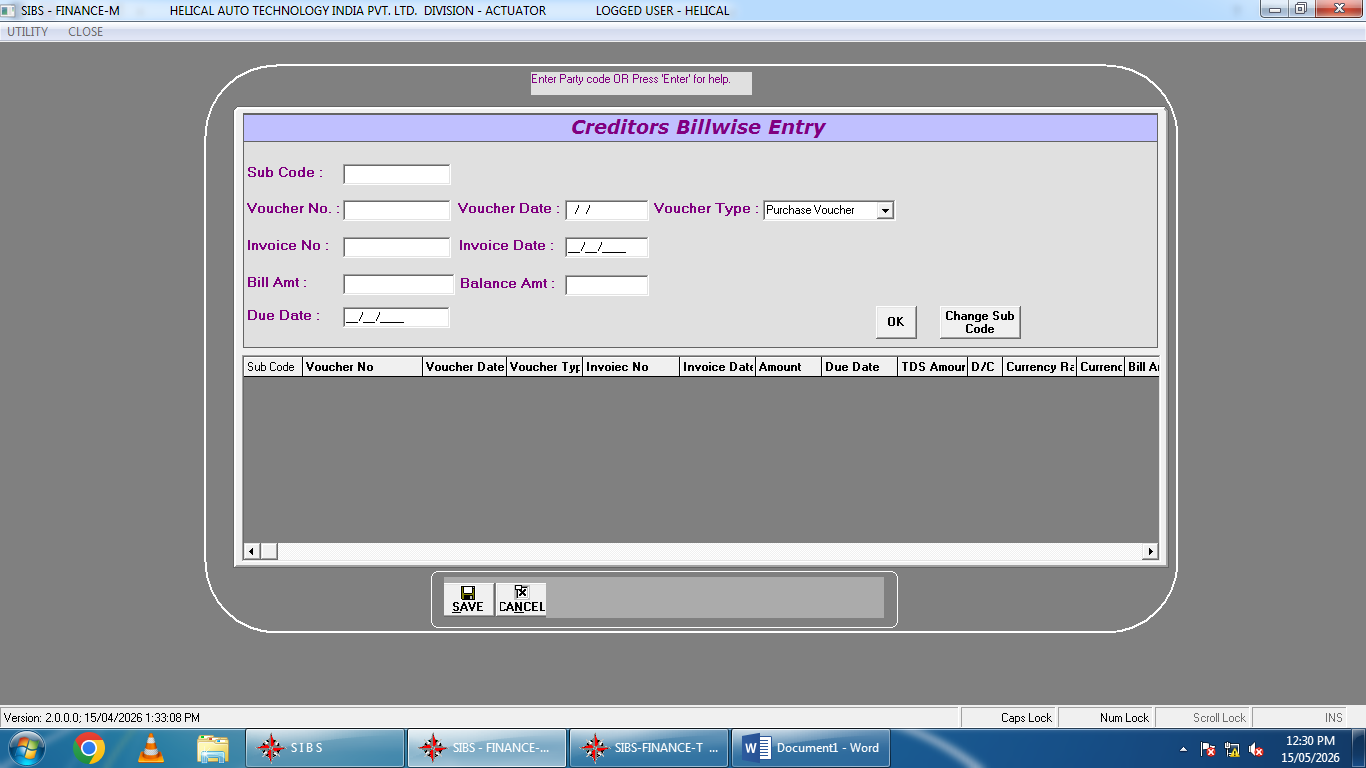 SIBS - FINANCE-M HELICAL AUTO TECHNOLOGY INDIA PVT. LTD. DIVISION - ACTUATOR LOGGED USER - HELICAL
UTILITY CLOSE
Enter Party code OR Press 'Enter' for help.
Creditors Billwise Entry
Sub Code :
Voucher No. : Voucher Date : / / Voucher Type : Purchase Voucher
Invoice No : Invoice Date : __/__/____
Bill Amt : Balance Amt :
Due Date : __/__/____ OK Change Sub Code
Sub Code Voucher No Voucher Date Voucher Typ Invoiec No Invoice Date Amount Due Date TDS Amour D/C Currency Ra Currenc Bill Ar
SAVE CANCEL
Version: 2.0.0.0; 15/04/2026 1:33:08 PM Caps Lock Num Lock Scroll Lock INS
S I B S SIBS - FINANCE-... SIBS-FINANCE-T ... Document1 - Word 12:30 PM
15/05/2026